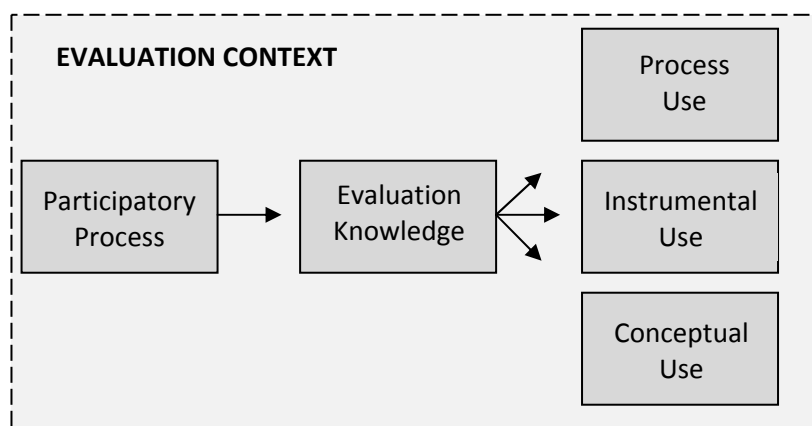 EVALUATION CONTEXT
Process
Use
Participatory
Process
Evaluation
Knowledge
Instrumental
Use
Conceptual
Use